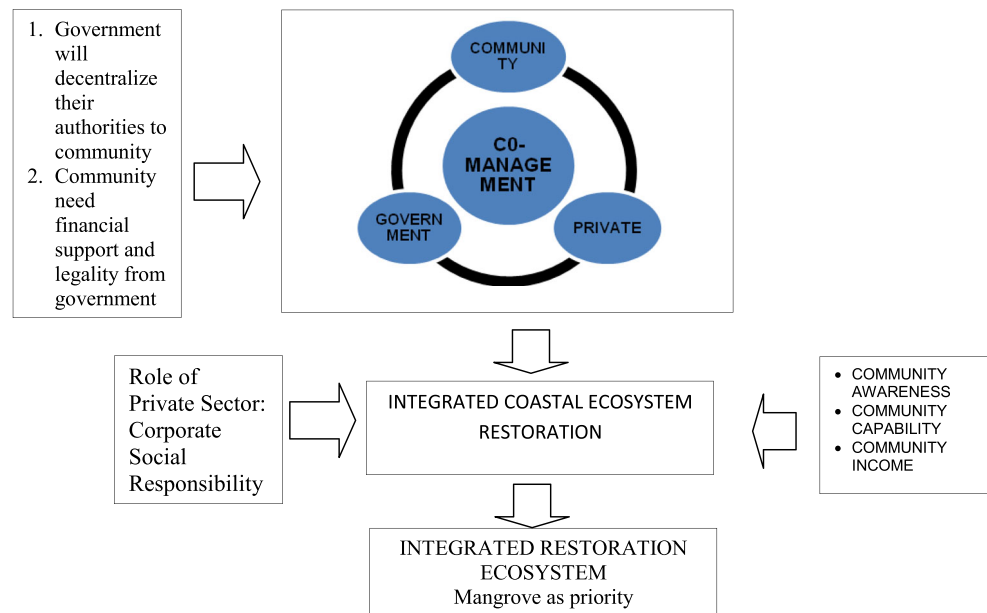 1. Government
will
decentralize
their
authorities to
community
2. Community
need
financial
support and
legality from
government
COMMUNI
TY
C0-
MANAGE
MENT
GOVERN
MENT
PRIVATE
Role of
Private Sector:
Corporate
Social
Responsibility
INTEGRATED COASTAL ECOSYSTEM
RESTORATION
• COMMUNITY
AWARENESS
• COMMUNITY
CAPABILITY
• COMMUNITY
INCOME
INTEGRATED RESTORATION
ECOSYSTEM
Mangrove as priority